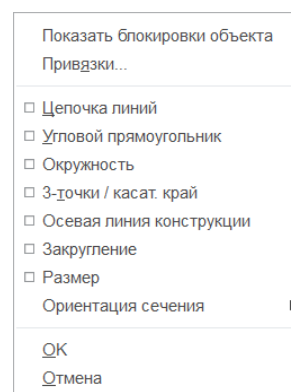 Показать блокировки объекта
Привязки...
Цепочка линий
Угловой прямоугольник
Окружность
3-точки / касат. край
Осевая линия конструкции
Закругление
Размер
Ориентация сечения
OK
Отмена